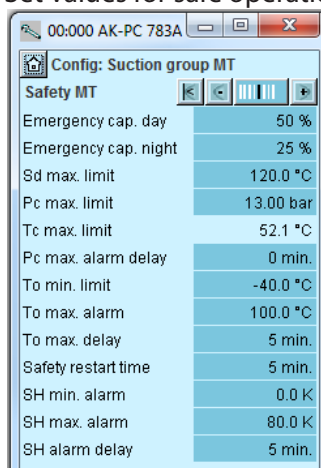 Set values for safe operati
00:000 AK-PC 783A
Config: Suction group MT
Safety MT
Emergency cap. day 50 %
Emergency cap. night 25 %
Sd max. limit 120.0 °C
Pc max. limit 13.00 bar
Tc max. limit 52.1 °C
Pc max. alarm delay 0 min.
To min. limit -40.0 °C
To max. alarm 100.0 °C
To max. delay 5 min.
Safety restart time 5 min.
SH min. alarm 0.0 K
SH max. alarm 80.0 K
SH alarm delay 5 min.